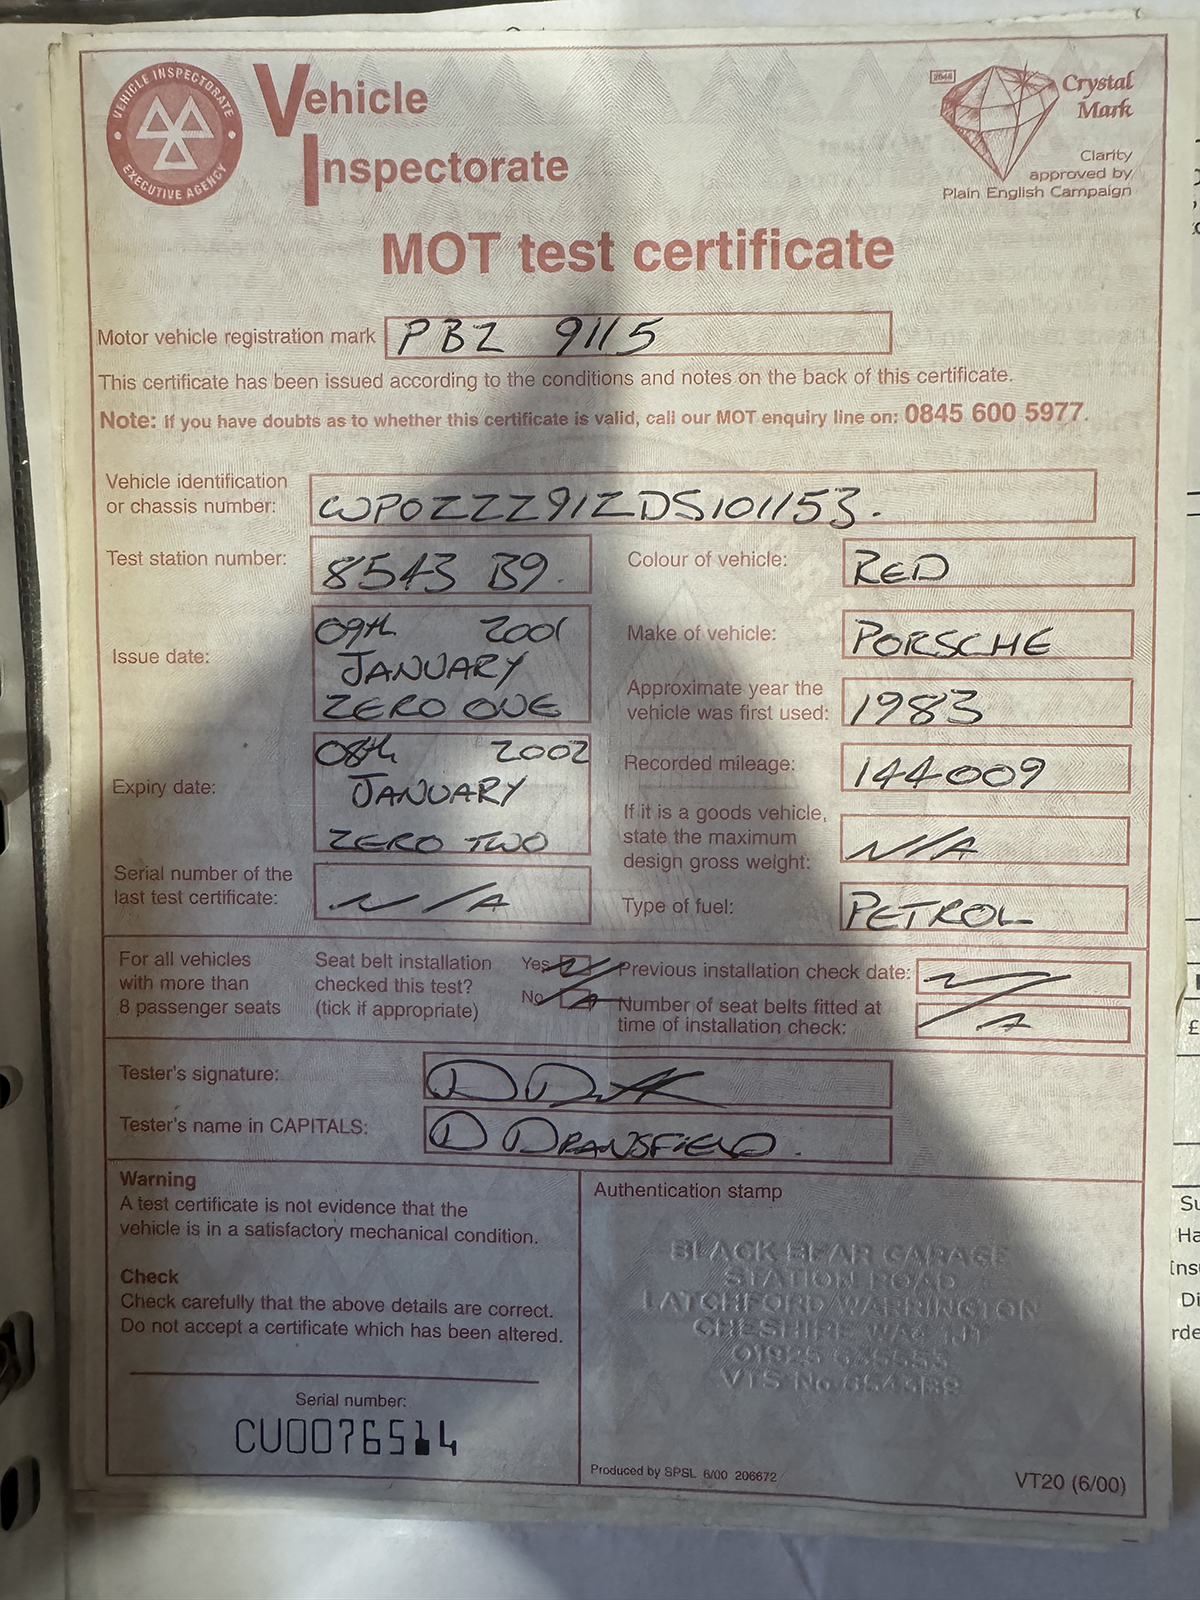 VEHICLE INSPECTORATE
EXECUTIVE AGENCY
Vehicle
Inspectorate
Crystal
Mark
Clarity
approved by
Plain English Campaign
MOT test certificate
Motor vehicle registration mark PBZ 9115
This certificate has been issued according to the conditions and notes on the back of this certificate.
Note: If you have doubts as to whether this certificate is valid, call our MOT enquiry line on: 0845 600 5977.
Vehicle identification
or chassis number: WPOZZZ91ZDS101153.
Test station number: 8543 B9.
Colour of vehicle: RED
Issue date: 09th 2001
JANUARY
ZERO ONE
Make of vehicle: PORSCHE
Approximate year the
vehicle was first used: 1983
Expiry date: 08th 2002
JANUARY
ZERO TWO
Recorded mileage: 144009
If it is a goods vehicle,
state the maximum
design gross weight: N/A
Serial number of the
last test certificate: N/A
Type of fuel: PETROL
For all vehicles
with more than
8 passenger seats
Seat belt installation
checked this test?
(tick if appropriate)
Yes
No
N/A
Previous installation check date:
Number of seat belts fitted at
time of installation check:
N/A
Tester's signature:
Tester's name in CAPITALS: D DRANSFIELD.
Warning
A test certificate is not evidence that the
vehicle is in a satisfactory mechanical condition.
Check
Check carefully that the above details are correct.
Do not accept a certificate which has been altered.
Serial number:
CU0076514
Authentication stamp
BLACK BEAR GARAGE
STATION ROAD
LATCHFORD WARRINGTON
CHESHIRE
01925
VTS No
Produced by SPSL 6/00 206672
VT20 (6/00)
£
Su
Ha
Insu
Di
rde